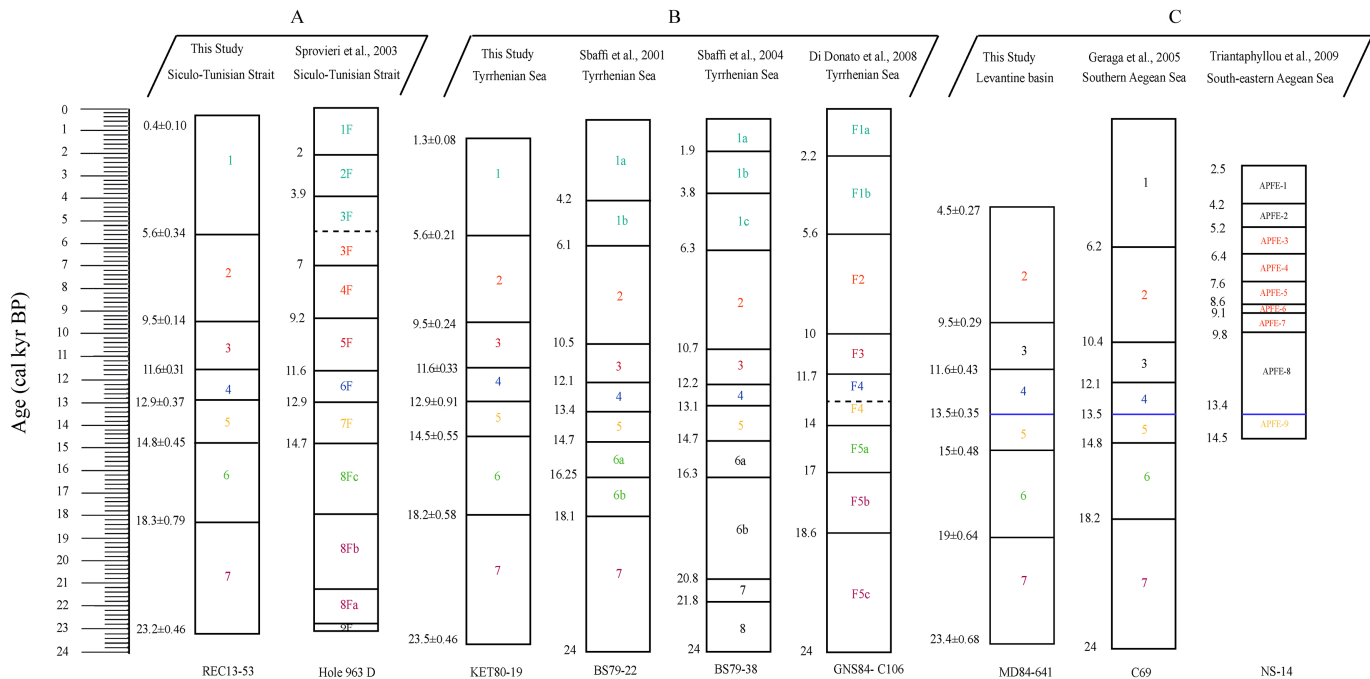 A
B
C
This Study
Siculo-Tunisian Strait
Sprovieri et al., 2003
Siculo-Tunisian Strait
This Study
Tyrrhenian Sea
Sbaffi et al., 2001
Tyrrhenian Sea
Sbaffi et al., 2004
Tyrrhenian Sea
Di Donato et al., 2008
Tyrrhenian Sea
This Study
Levantine basin
Geraga et al., 2005
Southern Aegean Sea
Triantaphyllou et al., 2009
South-eastern Aegean Sea
Age (cal kyr BP)
0
1
2
3
4
5
6
7
8
9
10
11
12
13
14
15
16
17
18
19
20
21
22
23
24
0.4±0.10
1
5.6±0.34
2
9.5±0.14
3
11.6±0.31
4
12.9±0.37
5
14.8±0.45
6
18.3±0.79
7
23.2±0.46
REC13-53
1F
2
2F
3.9
3F
3F
7
4F
9.2
5F
11.6
6F
12.9
7F
14.7
8Fc
8Fb
8Fa
9F
Hole 963 D
1.3±0.08
1
5.6±0.21
2
9.5±0.24
3
11.6±0.33
4
12.9±0.91
5
14.5±0.55
6
18.2±0.58
7
23.5±0.46
KET80-19
1a
4.2
1b
6.1
2
10.5
3
12.1
4
13.4
5
14.7
6a
16.25
6b
18.1
7
24
BS79-22
1a
1.9
1b
3.8
1c
6.3
2
10.7
3
12.2
4
13.1
5
14.7
6a
16.3
6b
20.8
7
21.8
8
24
BS79-38
F1a
2.2
F1b
5.6
F2
10
F3
11.7
F4
F4
14
F5a
17
F5b
18.6
F5c
24
GNS84- C106
4.5±0.27
2
9.5±0.29
3
11.6±0.43
4
13.5±0.35
5
15±0.48
6
19±0.64
7
23.4±0.68
MD84-641
1
6.2
2
10.4
3
12.1
4
13.5
5
14.8
6
18.2
7
24
C69
2.5
APFE-1
4.2
APFE-2
5.2
APFE-3
6.4
APFE-4
7.6
APFE-5
8.6
APFE-6
9.1
APFE-7
9.8
APFE-8
13.4
APFE-9
14.5
NS-14